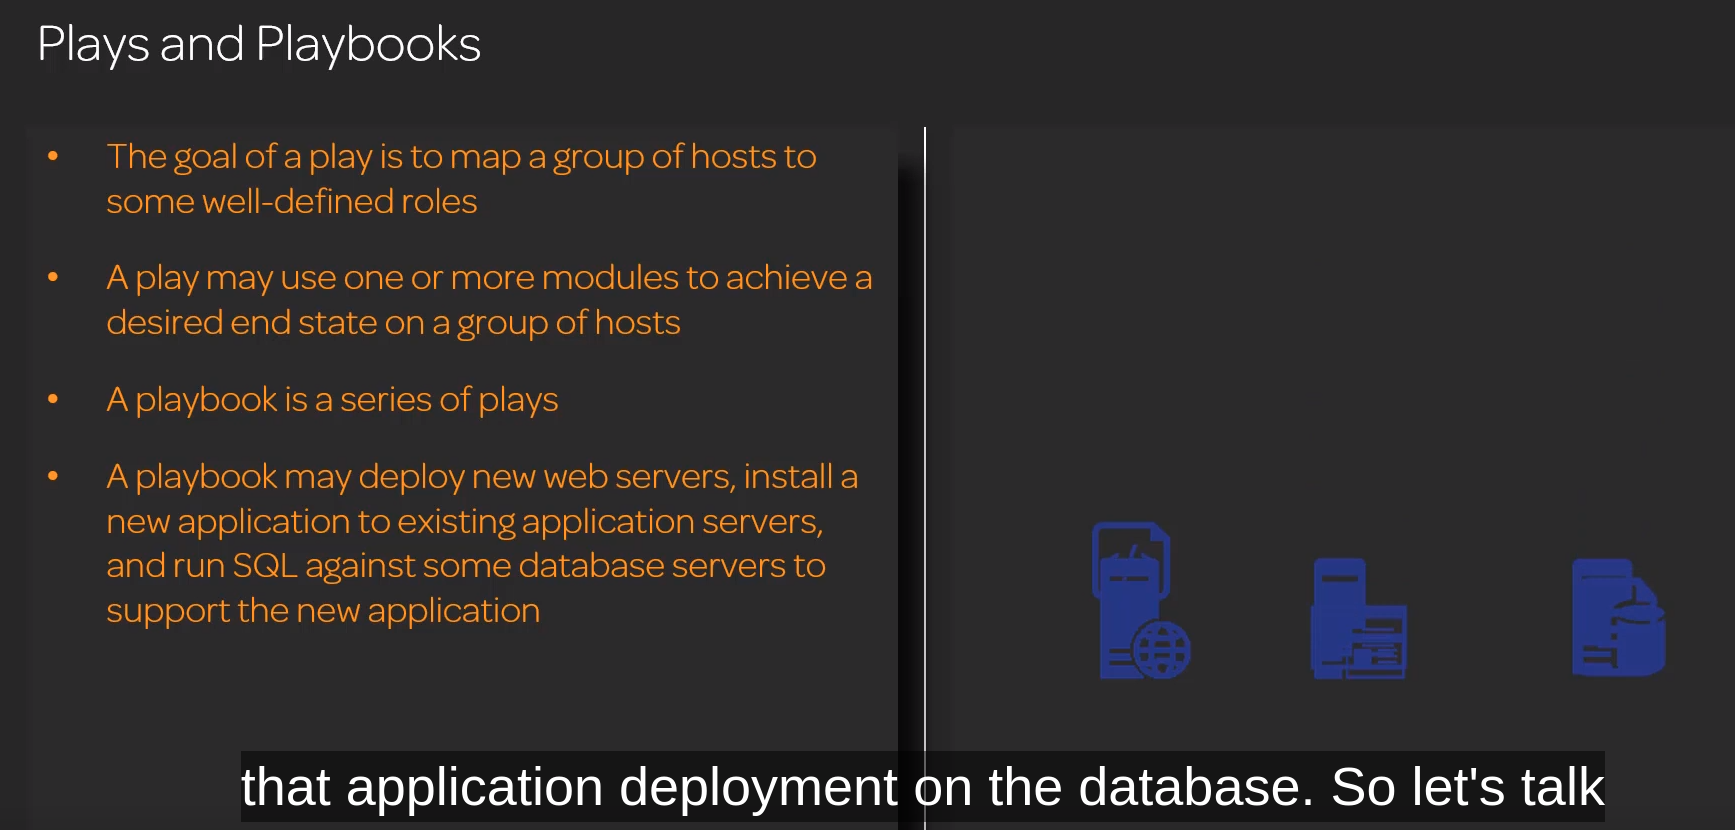 Plays and Playbooks
• The goal of a play is to map a group of hosts to
some well-defined roles
• A play may use one or more modules to achieve a
desired end state on a group of hosts
• A playbook is a series of plays
• A playbook may deploy new web servers, install a
new application to existing application servers,
and run SQL against some database servers to
support the new application
that application deployment on the database. So let's talk